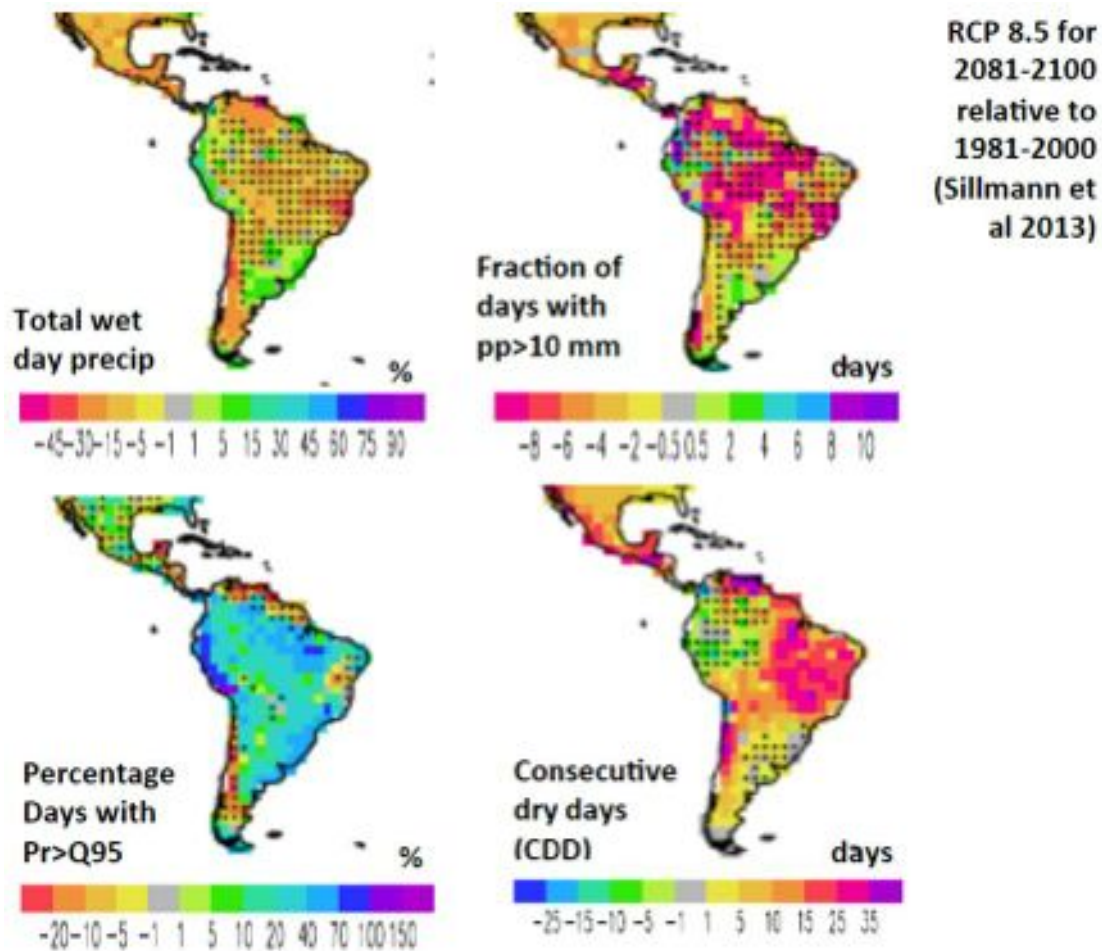 RCP 8.5 for
2081-2100
relative to
1981-2000
(Sillmann et
al 2013)
Total wet
day precip
%
-45-30-15-5 -1 1 5 15 30 45 60 75 90
Fraction of
days with
pp>10 mm
days
-8 -6 -4 -2 -0.5 0.5 2 4 6 8 10
Percentage
Days with
Pr>Q95
%
-20-10 -5 -1 1 5 10 20 40 70 100 150
Consecutive
dry days
(CDD)
days
-25-15-10 -5 -1 1 5 10 15 25 35